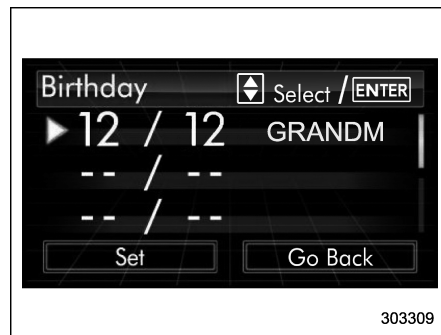 Birthday Select / ENTER
12 / 12 GRANDM
-- / --
-- / --
Set Go Back
303309